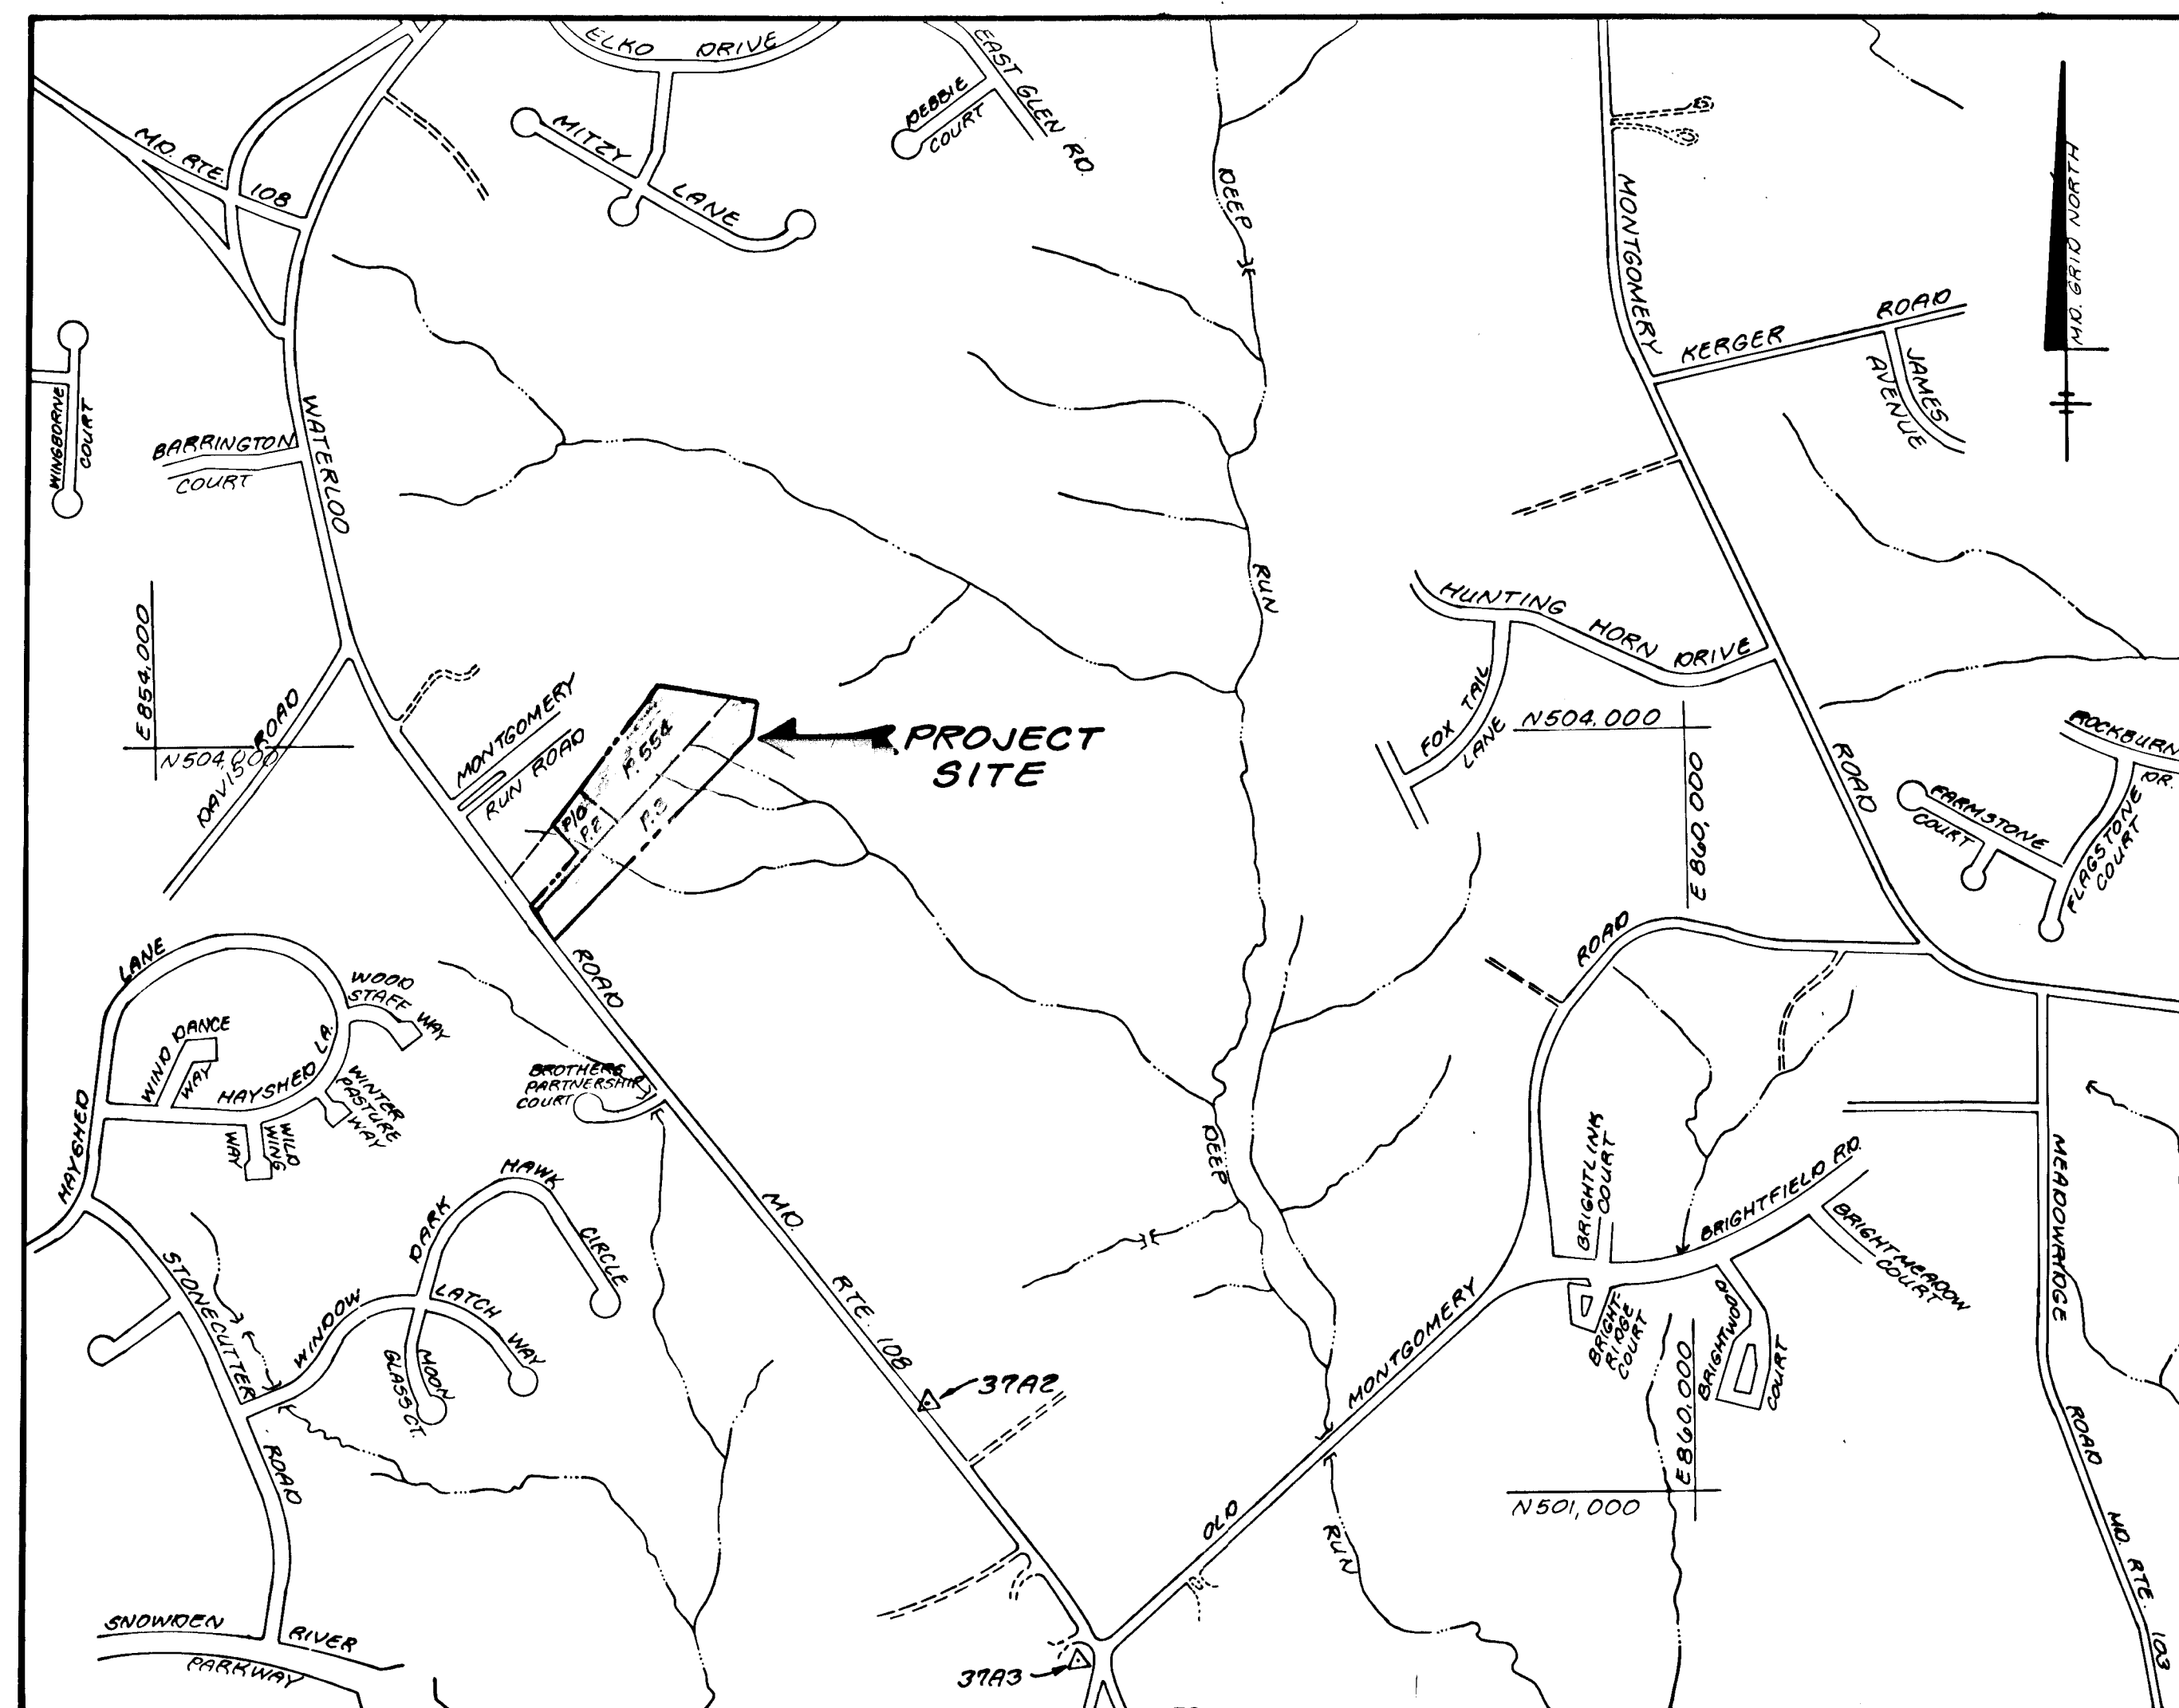 ELKO DRIVE
EAST GLEN RD.
DEBBIE
COURT
MITZY LANE
MD. RTE. 108
DEEP
MONTGOMERY
MD. GRID NORTH
KERGER ROAD
JAMES
AVENUE
WINGBORNE
COURT
BARRINGTON
COURT
WATERLOO
RUN
HUNTING HORN DRIVE
FOX TAIL
LANE
N504,000
E860,000
ROAD
ROCKBURN
DR.
FARMSTONE
COURT
FLAGSTONE
COURT
E854,000
N504,000
DAVIS ROAD
MONTGOMERY
RUN ROAD
P.554
P/O
P.2
P.3
PROJECT
SITE
ROAD
LANE
WOOD
STAFF WAY
WIND DANCE
WAY
HAYSHED LA.
WINTER
PASTURE
WAY
WILD
WING
WAY
HAYSHED
BROTHERS
PARTNERSHIP
COURT
ROAD
DEEP
BRIGHTLINK
COURT
BRIGHTFIELD RD.
BRIGHTMEADOW
COURT
MEADOWRIDGE
DARK HAWK
CIRCLE
MD.
RTE. 108
STONECUTTER
WINDOW
LATCH WAY
MOON
GLASS CT.
37A2
MONTGOMERY
BRIGHT-
RIDGE
COURT
BRIGHTWOOD
COURT
E860,000
N501,000
ROAD
ROAD
MD. RTE. 103
OLD
RUN
SNOWDEN RIVER
PARKWAY
37A3